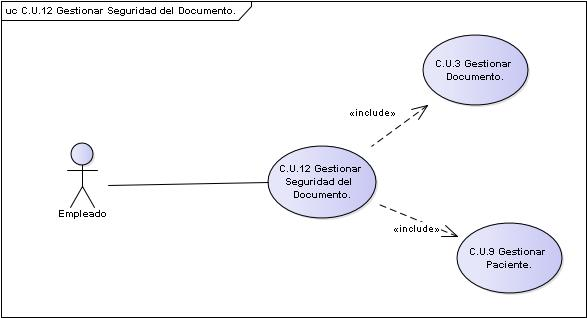 uc C.U.12 Gestionar Seguridad del Documento.
C.U.3 Gestionar
Documento.
«include»
C.U.12 Gestionar
Seguridad del
Documento.
Empleado
«include»
C.U.9 Gestionar
Paciente.